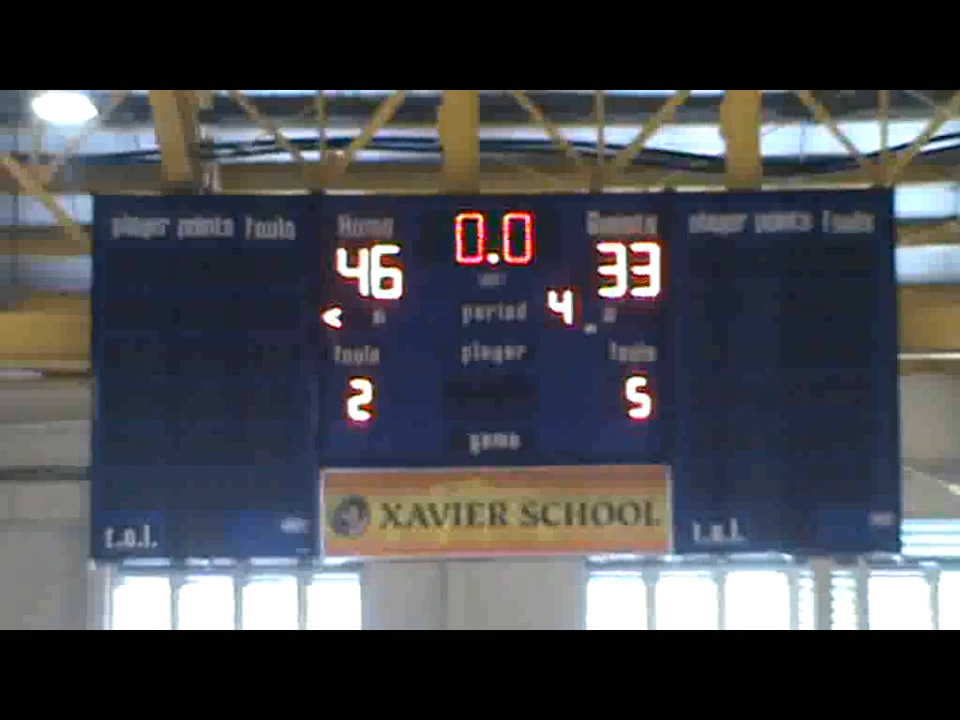 player points fouls
Home
0.0
Guests
player points fouls
46
33
< period 4
fouls player fouls
2
5
game
XAVIER SCHOOL
t.o.l.
t.o.l.